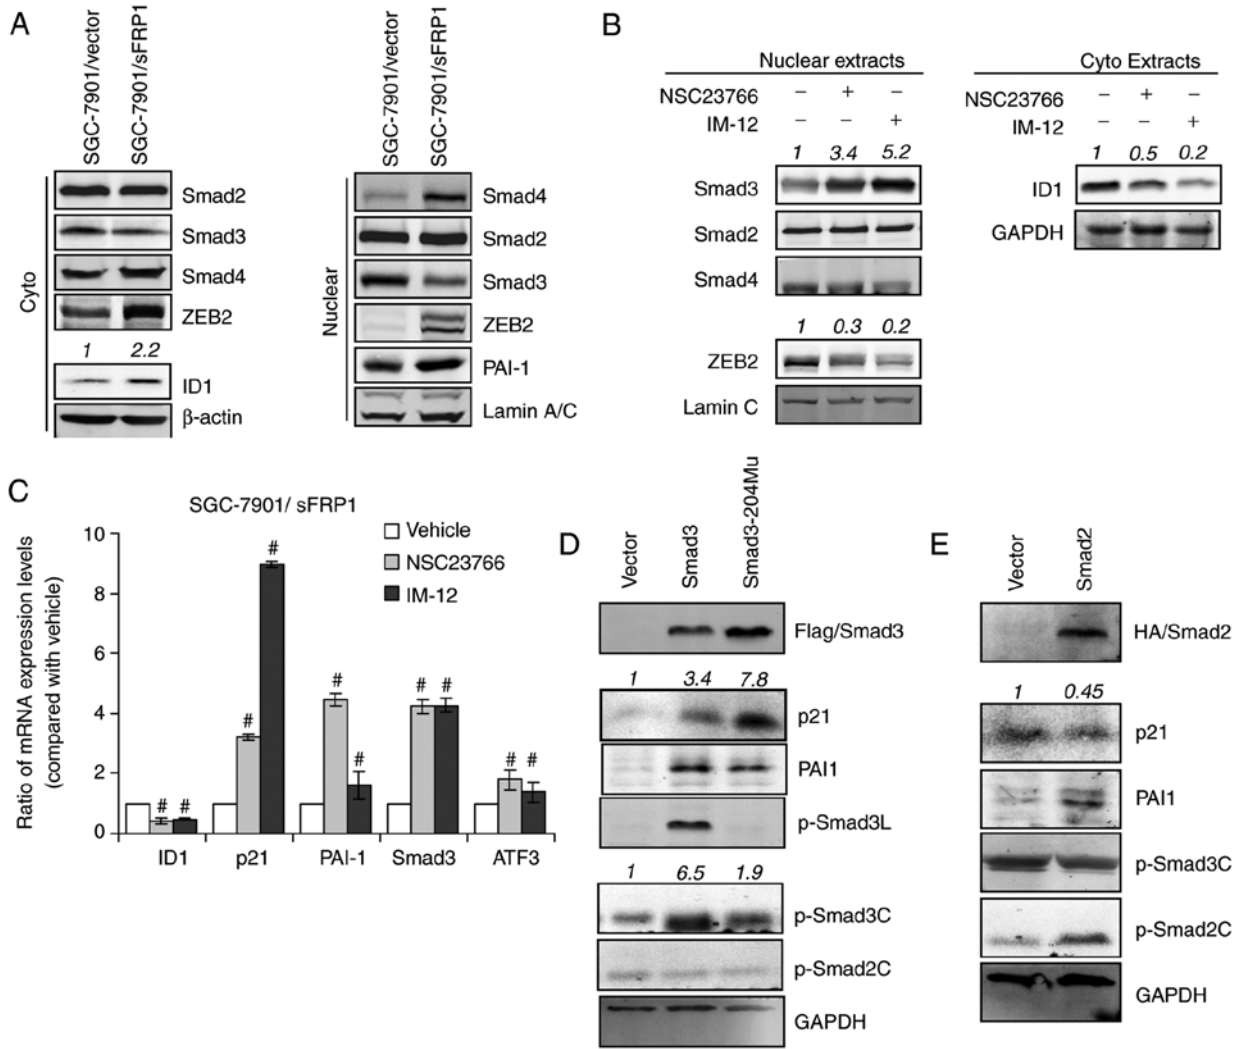 A
SGC-7901/vector
SGC-7901/sFRP1
Cyto
Smad2
Smad3
Smad4
ZEB2
1 2.2
ID1
β-actin
SGC-7901/vector
SGC-7901/sFRP1
Nuclear
Smad4
Smad2
Smad3
ZEB2
PAI-1
Lamin A/C
B
Nuclear extracts
NSC23766 – + –
IM-12 – – +
1 3.4 5.2
Smad3
Smad2
Smad4
1 0.3 0.2
ZEB2
Lamin C
Cyto Extracts
NSC23766 – + –
IM-12 – – +
1 0.5 0.2
ID1
GAPDH
C
SGC-7901/ sFRP1
Vehicle
NSC23766
IM-12
Ratio of mRNA expression levels
(compared with vehicle)
10
8
6
4
2
0
# # # # # # # # # #
ID1 p21 PAI-1 Smad3 ATF3
D
Vector
Smad3
Smad3-204Mu
Flag/Smad3
1 3.4 7.8
p21
PAI1
p-Smad3L
1 6.5 1.9
p-Smad3C
p-Smad2C
GAPDH
E
Vector
Smad2
HA/Smad2
1 0.45
p21
PAI1
p-Smad3C
p-Smad2C
GAPDH